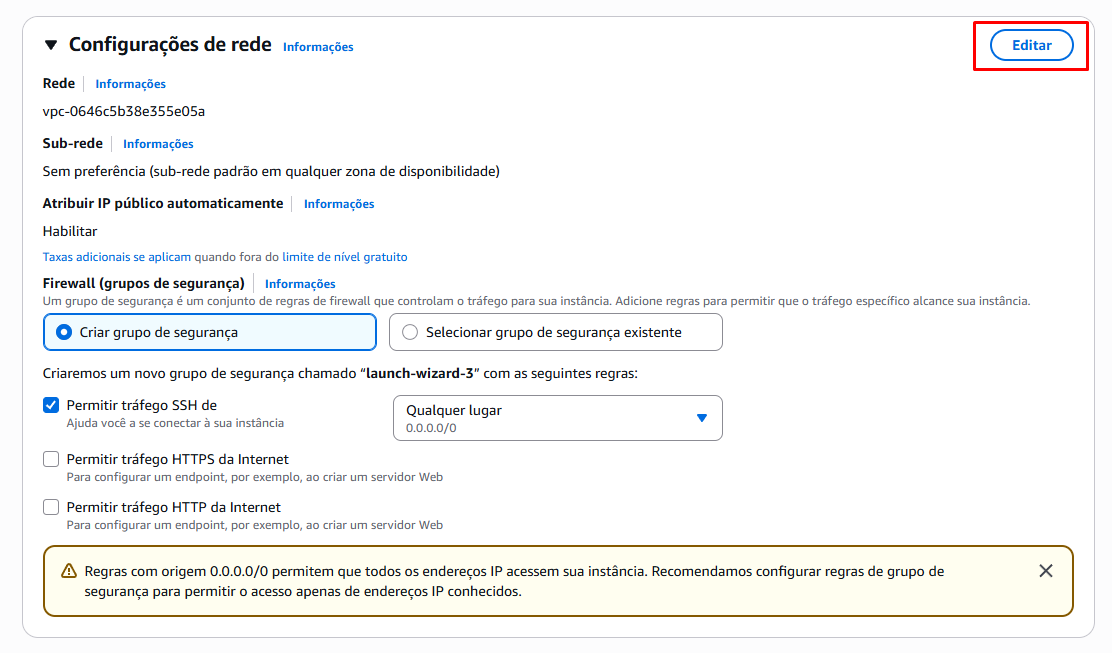 Configurações de rede Informações Editar
Rede Informações
vpc-0646c5b38e355e05a
Sub-rede Informações
Sem preferência (sub-rede padrão em qualquer zona de disponibilidade)
Atribuir IP público automaticamente Informações
Habilitar
Taxas adicionais se aplicam quando fora do limite de nível gratuito
Firewall (grupos de segurança) Informações
Um grupo de segurança é um conjunto de regras de firewall que controlam o tráfego para sua instância. Adicione regras para permitir que o tráfego específico alcance sua instância.
Criar grupo de segurança Selecionar grupo de segurança existente
Criaremos um novo grupo de segurança chamado “launch-wizard-3” com as seguintes regras:
Permitir tráfego SSH de
Ajuda você a se conectar à sua instância
Qualquer lugar
0.0.0.0/0
Permitir tráfego HTTPS da Internet
Para configurar um endpoint, por exemplo, ao criar um servidor Web
Permitir tráfego HTTP da Internet
Para configurar um endpoint, por exemplo, ao criar um servidor Web
Regras com origem 0.0.0.0/0 permitem que todos os endereços IP acessem sua instância. Recomendamos configurar regras de grupo de
segurança para permitir o acesso apenas de endereços IP conhecidos.